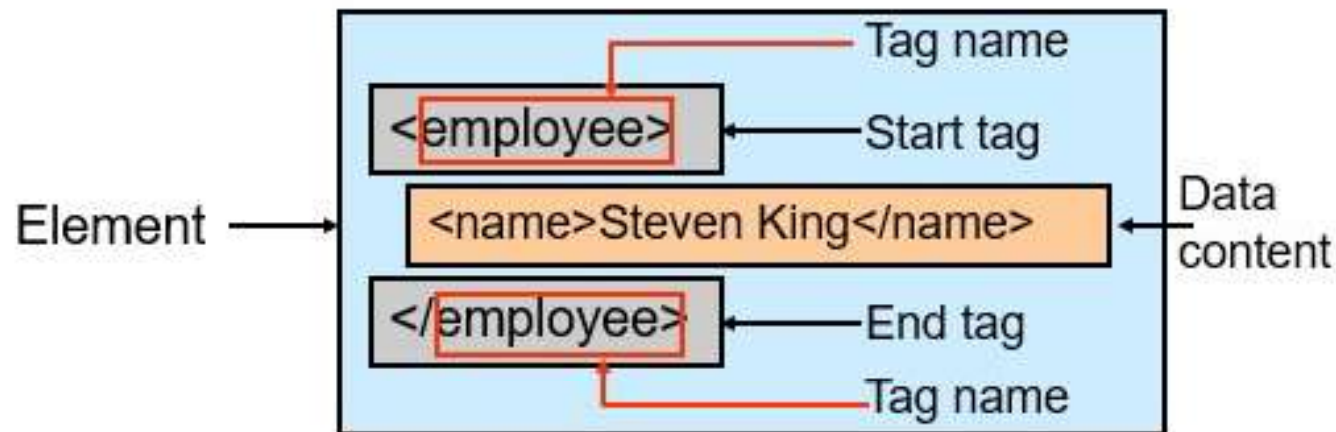 Tag name
<employee>
Start tag
Element
<name>Steven King</name>
Data
content
</employee>
End tag
Tag name